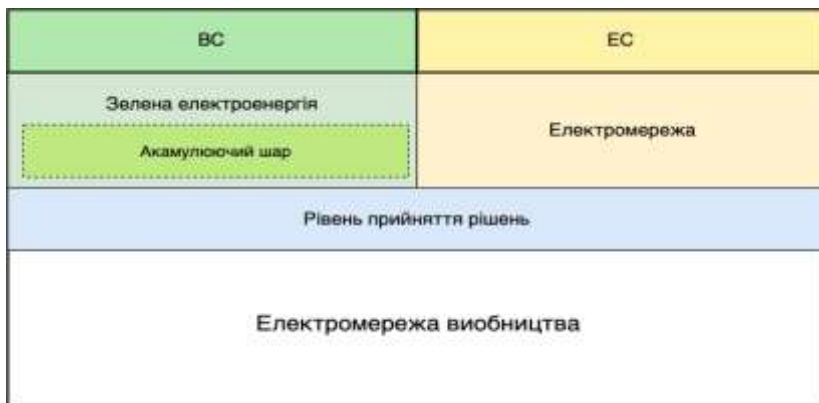 ВС
ЕС
Зелена електроенергія
Акамулюючий шар
Електромережа
Рівень прийняття рішень
Електромережа виобництва